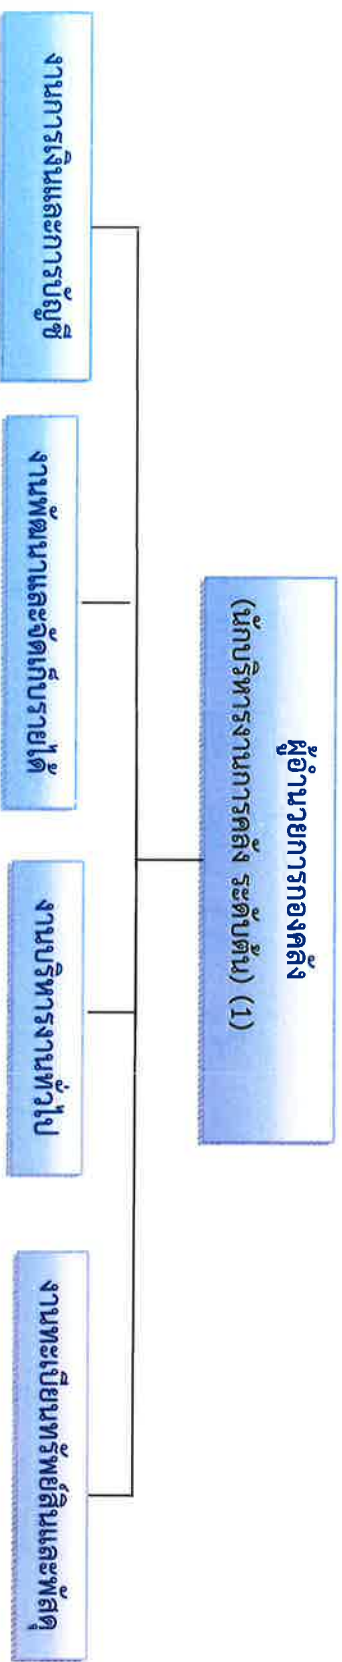 ผู้อำนวยการกองคลัง
(นักบริหารงานการคลัง ระดับต้น) (1)
งานการเงินและการบัญชี
งานพัฒนาและจัดเก็บรายได้
งานบริหารงานทั่วไป
งานทะเบียนทรัพย์สินและพัสดุ